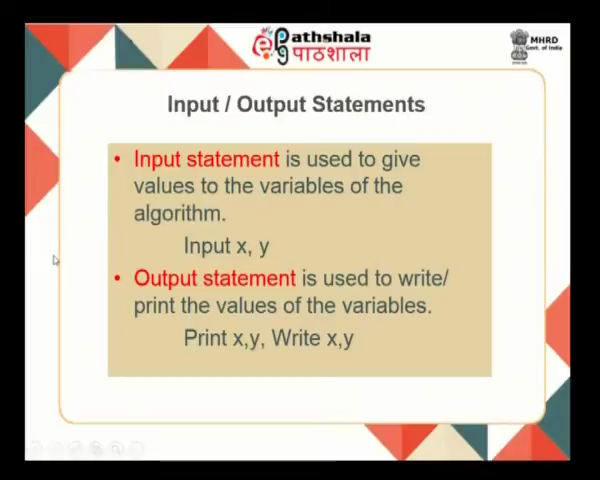 epathshala
पाठशाला
MHRD
Govt. of India
Input / Output Statements
• Input statement is used to give
values to the variables of the
algorithm.
Input x, y
• Output statement is used to write/
print the values of the variables.
Print x,y, Write x,y